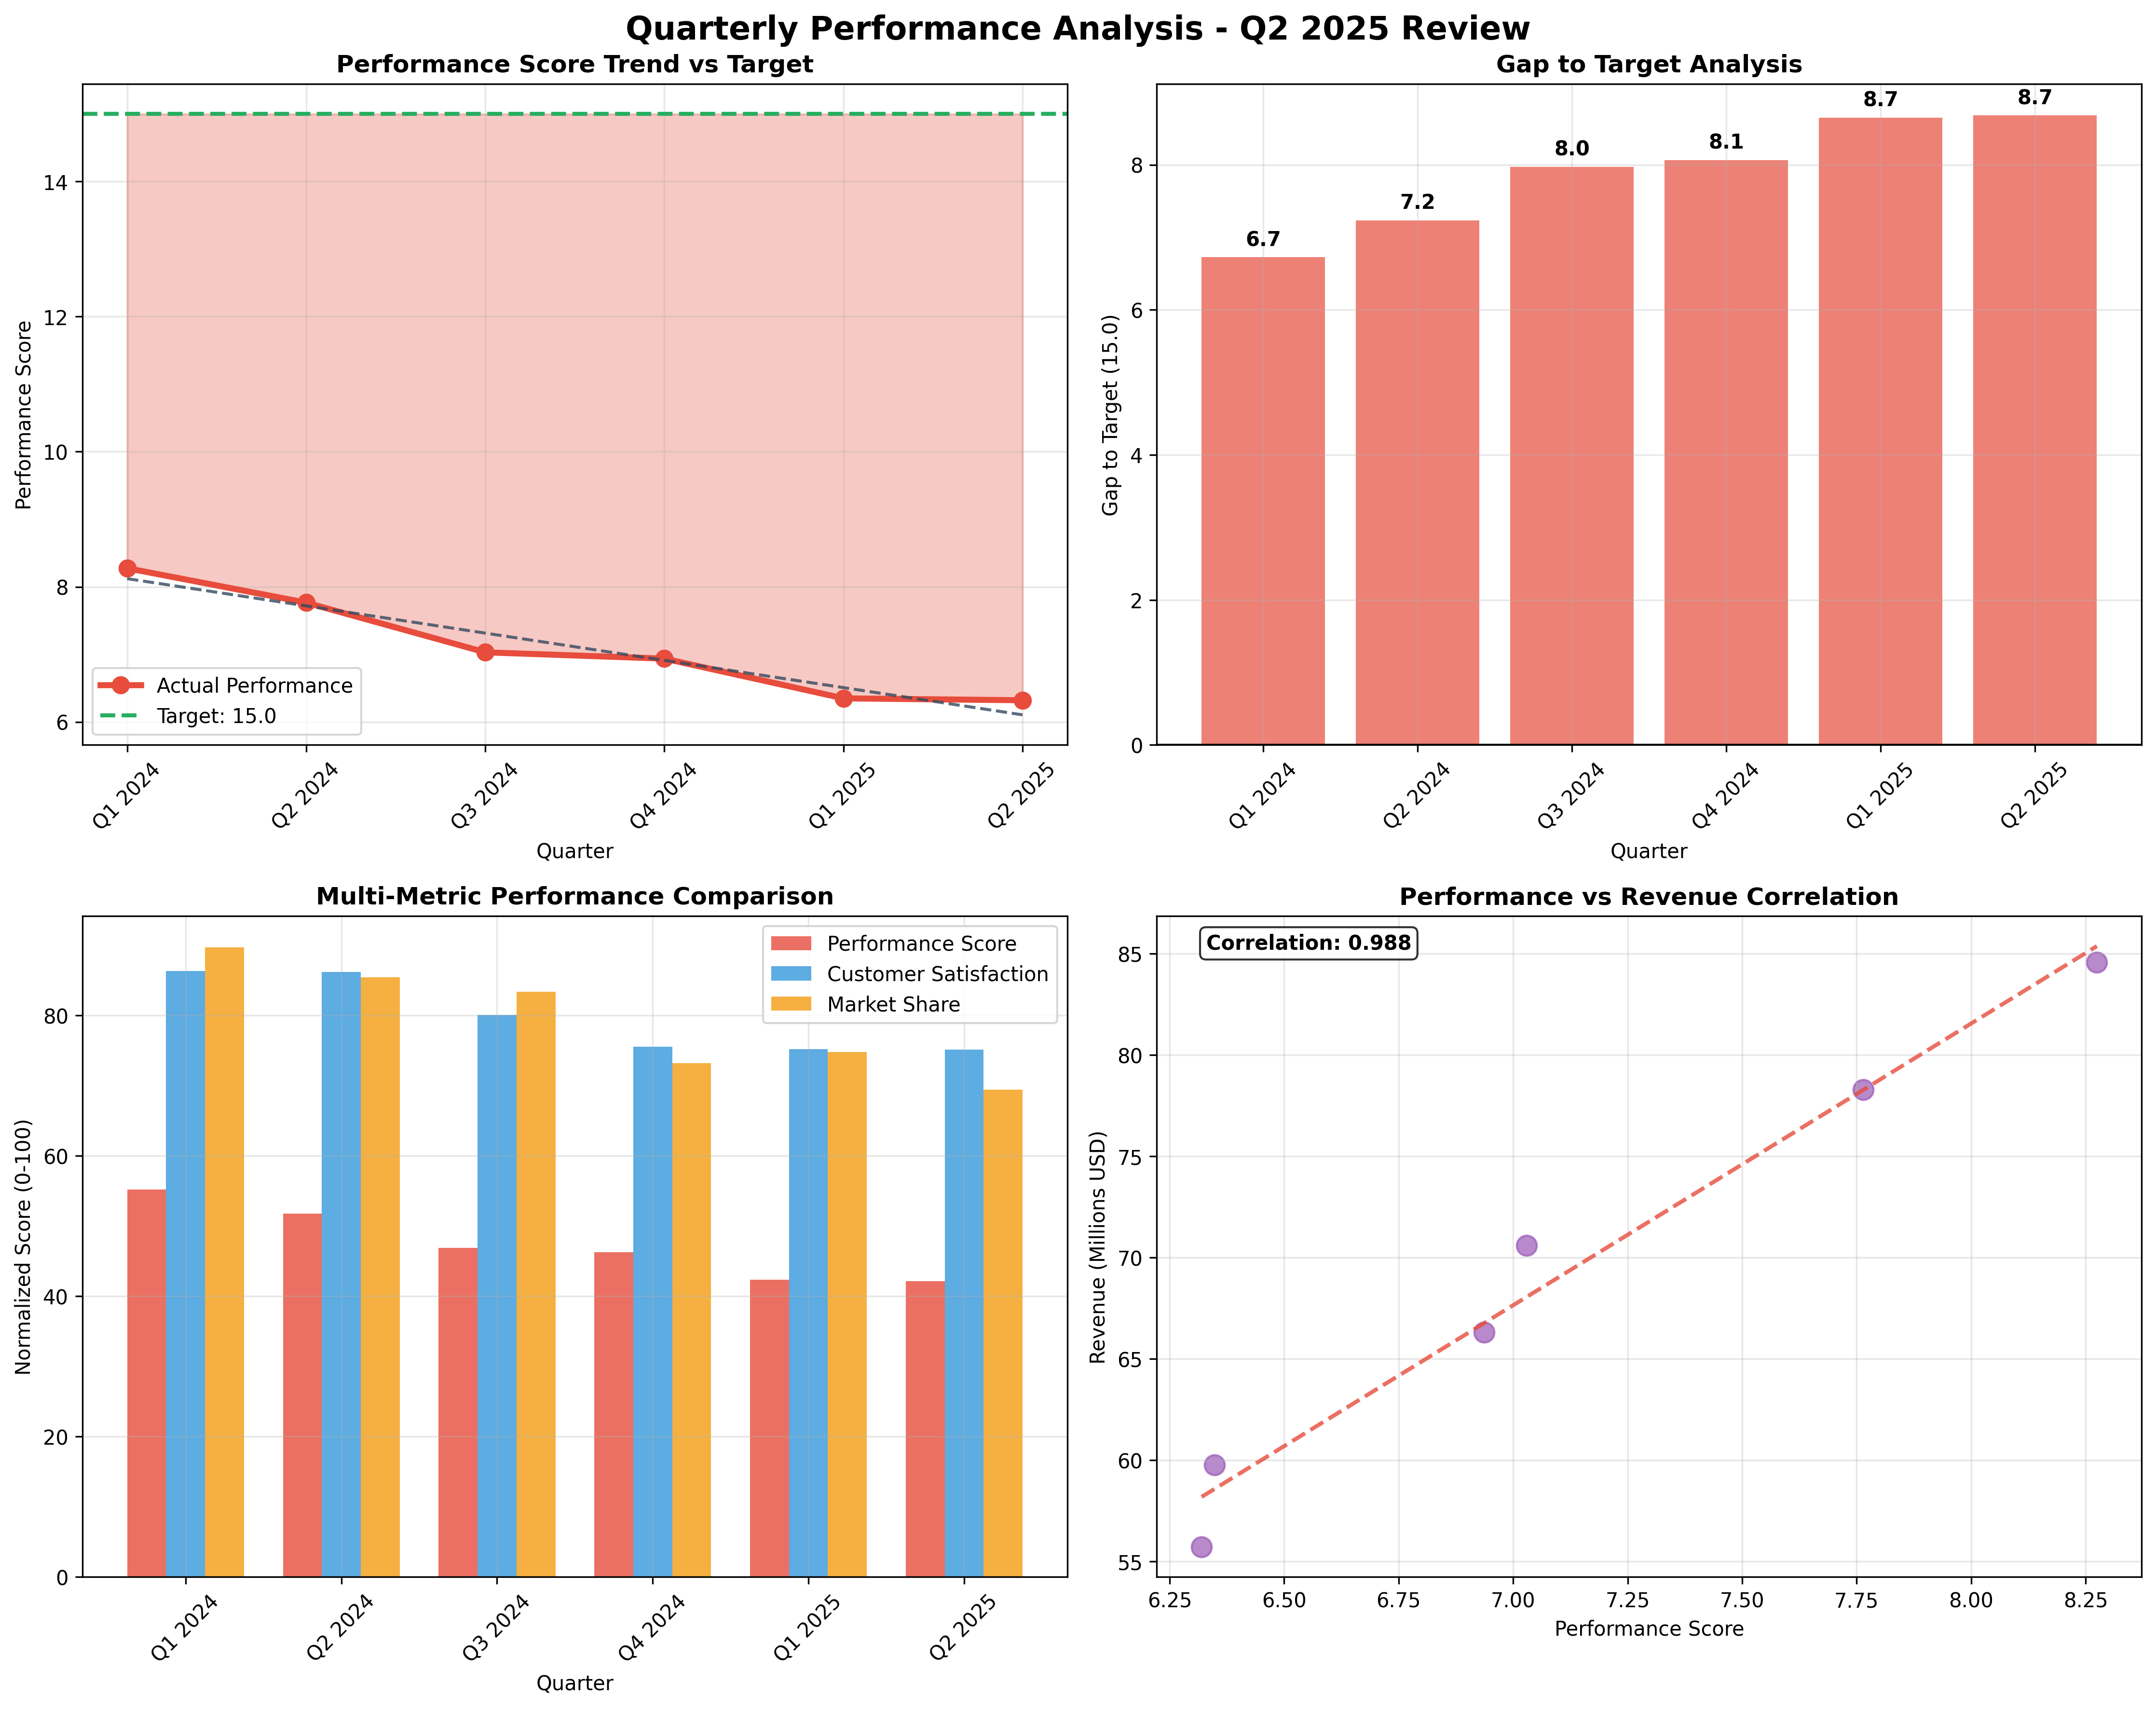 Quarterly Performance Analysis - Q2 2025 Review
Performance Score Trend vs Target
Performance Score
14
12
10
8
6
Actual Performance
Target: 15.0
Q1 2024
Q2 2024
Q3 2024
Q4 2024
Q1 2025
Q2 2025
Quarter
Gap to Target Analysis
Gap to Target (15.0)
8
6
4
2
0
6.7
7.2
8.0
8.1
8.7
8.7
Q1 2024
Q2 2024
Q3 2024
Q4 2024
Q1 2025
Q2 2025
Quarter
Multi-Metric Performance Comparison
Normalized Score (0-100)
80
60
40
20
0
Performance Score
Customer Satisfaction
Market Share
Q1 2024
Q2 2024
Q3 2024
Q4 2024
Q1 2025
Q2 2025
Quarter
Performance vs Revenue Correlation
Correlation: 0.988
Revenue (Millions USD)
85
80
75
70
65
60
55
6.25
6.50
6.75
7.00
7.25
7.50
7.75
8.00
8.25
Performance Score